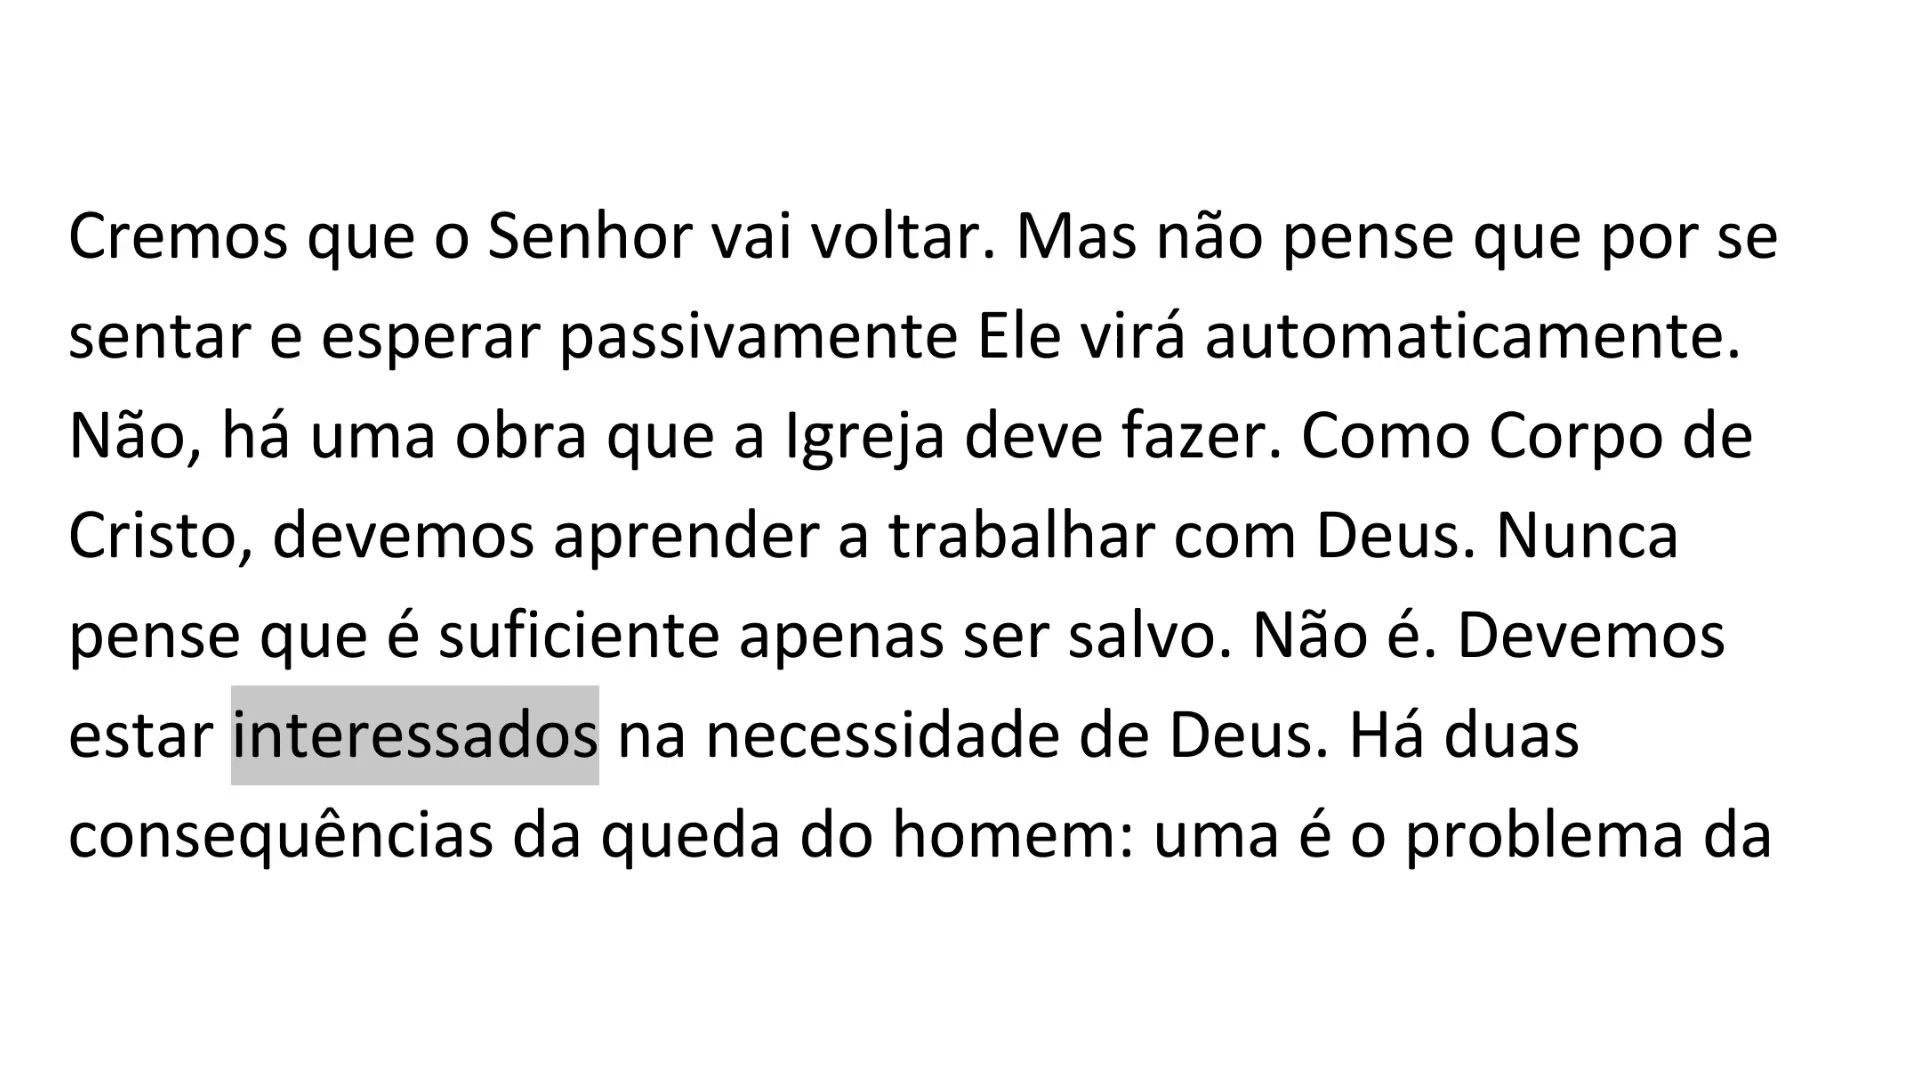 Cremos que o Senhor vai voltar. Mas não pense que por se
sentar e esperar passivamente Ele virá automaticamente.
Não, há uma obra que a Igreja deve fazer. Como Corpo de
Cristo, devemos aprender a trabalhar com Deus. Nunca
pense que é suficiente apenas ser salvo. Não é. Devemos
estar interessados na necessidade de Deus. Há duas
consequências da queda do homem: uma é o problema da